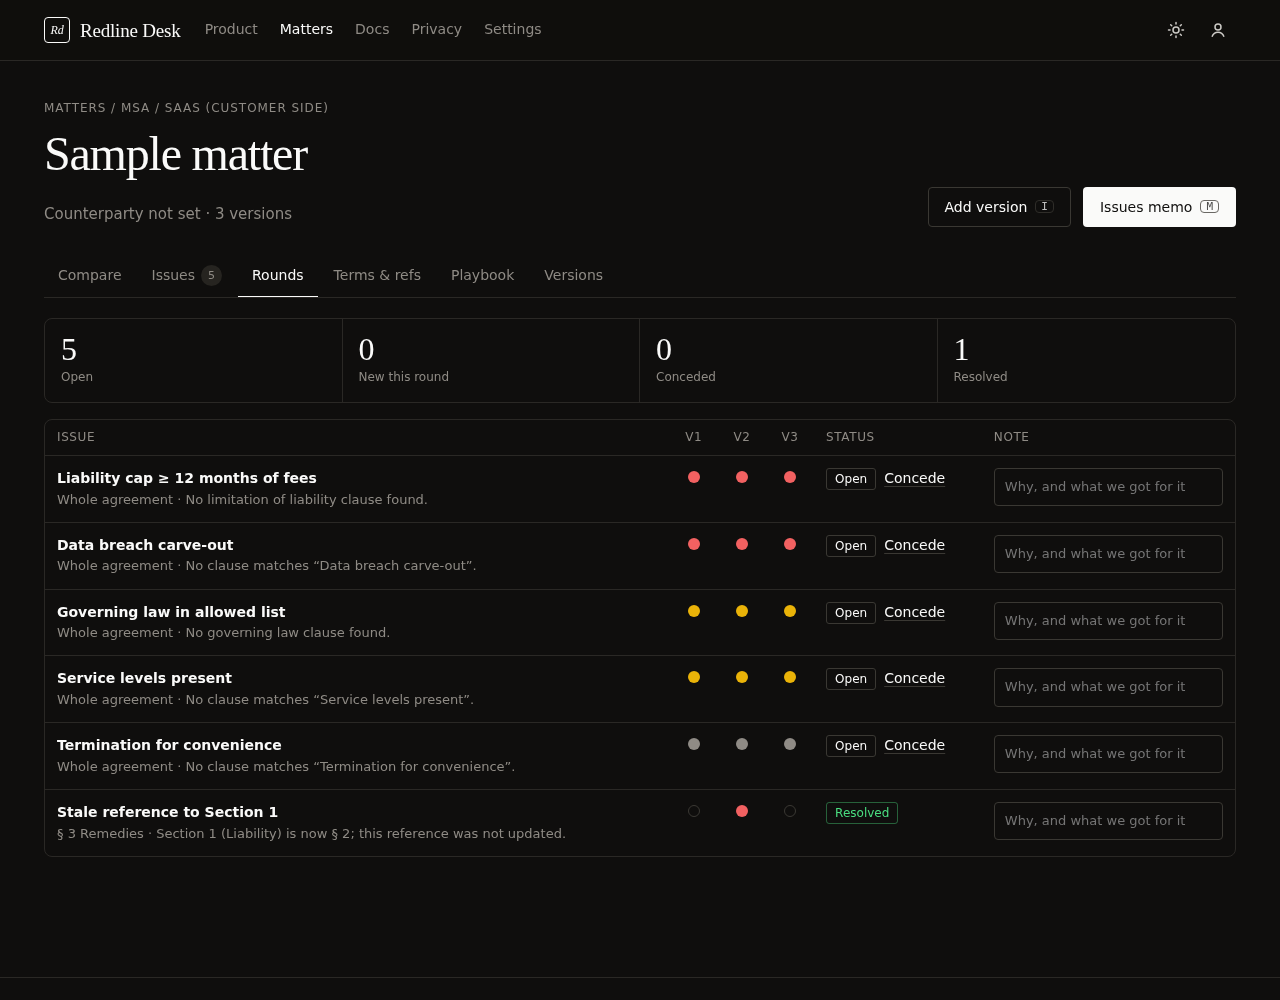 Rd Redline Desk Product Matters Docs Privacy Settings
MATTERS / MSA / SAAS (CUSTOMER SIDE)
Sample matter
Counterparty not set · 3 versions
Add version I Issues memo M
Compare Issues 5 Rounds Terms & refs Playbook Versions
5 0 0 1
Open New this round Conceded Resolved
ISSUE V1 V2 V3 STATUS NOTE
Liability cap ≥ 12 months of fees Open Concede Why, and what we got for it
Whole agreement · No limitation of liability clause found.
Data breach carve-out Open Concede Why, and what we got for it
Whole agreement · No clause matches “Data breach carve-out”.
Governing law in allowed list Open Concede Why, and what we got for it
Whole agreement · No governing law clause found.
Service levels present Open Concede Why, and what we got for it
Whole agreement · No clause matches “Service levels present”.
Termination for convenience Open Concede Why, and what we got for it
Whole agreement · No clause matches “Termination for convenience”.
Stale reference to Section 1 Resolved Why, and what we got for it
§ 3 Remedies · Section 1 (Liability) is now § 2; this reference was not updated.